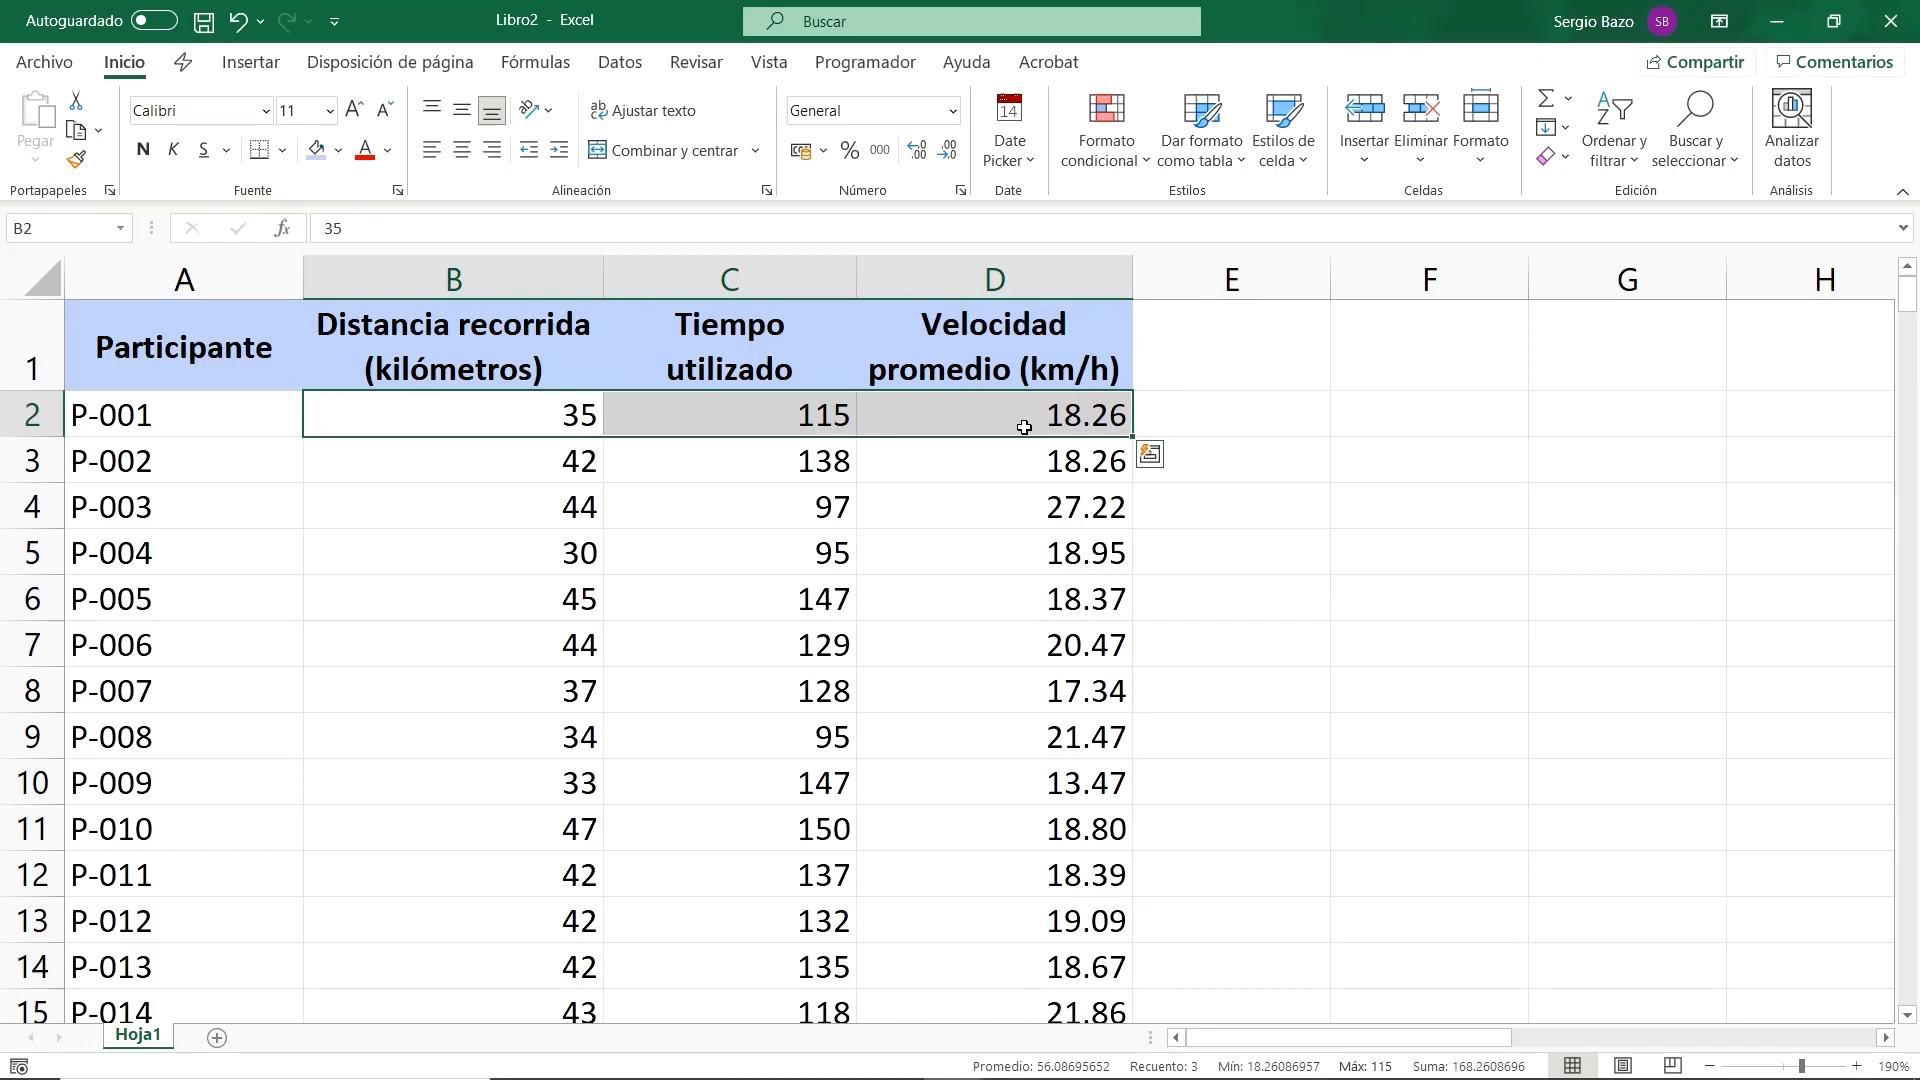 Autoguardado
Libro2 - Excel
Buscar
Sergio Bazo SB
Archivo Inicio Insertar Disposición de página Fórmulas Datos Revisar Vista Programador Ayuda Acrobat Compartir Comentarios
Pegar
Portapapeles
Calibri 11
N K S
Fuente
Ajustar texto
Combinar y centrar
Alineación
General
% 000
Número
14
Date Picker
Date
Formato condicional
Dar formato como tabla
Estilos de celda
Estilos
Insertar Eliminar Formato
Celdas
Ordenar y filtrar
Buscar y seleccionar
Edición
Analizar datos
Análisis
B2 fx 35
A B C D E F G H
1 Participante Distancia recorrida (kilómetros) Tiempo utilizado Velocidad promedio (km/h)
2 P-001 35 115 18.26
3 P-002 42 138 18.26
4 P-003 44 97 27.22
5 P-004 30 95 18.95
6 P-005 45 147 18.37
7 P-006 44 129 20.47
8 P-007 37 128 17.34
9 P-008 34 95 21.47
10 P-009 33 147 13.47
11 P-010 47 150 18.80
12 P-011 42 137 18.39
13 P-012 42 132 19.09
14 P-013 42 135 18.67
15 P-014 43 118 21.86
Hoja1
Promedio: 56.08695652 Recuento: 3 Mín: 18.26086957 Máx: 115 Suma: 168.2608696 190%